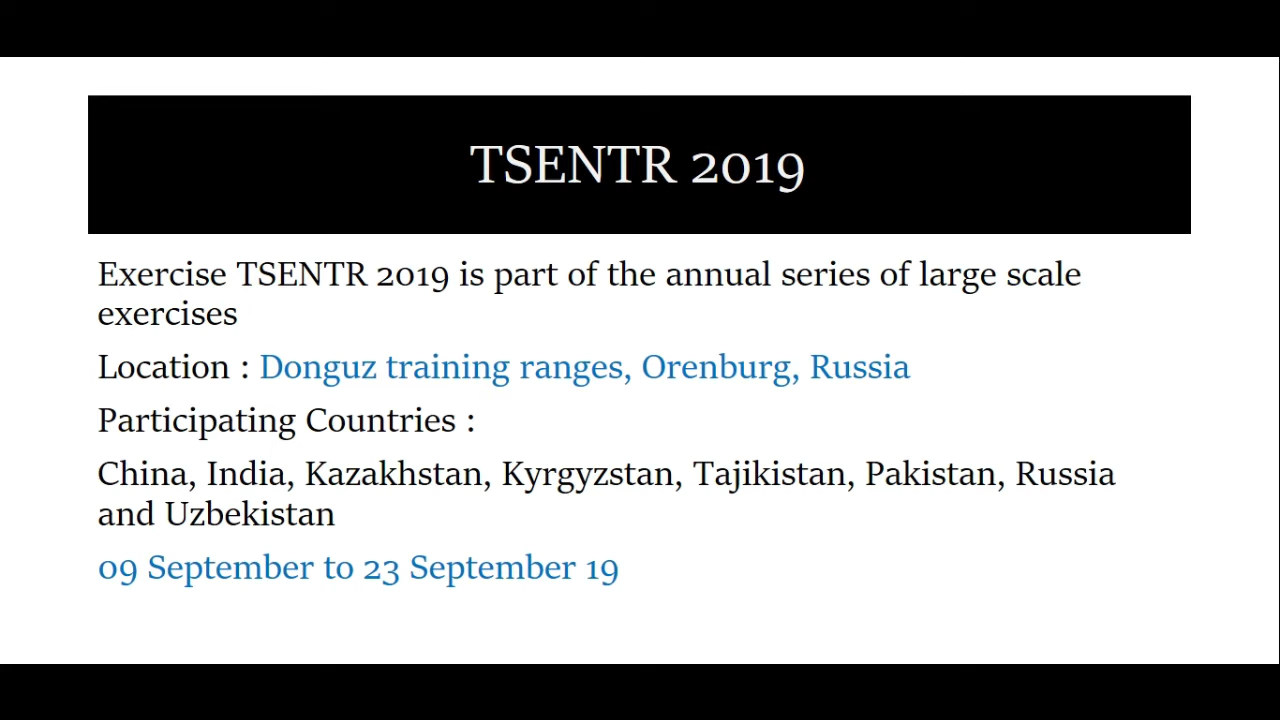 TSENTR 2019
Exercise TSENTR 2019 is part of the annual series of large scale
exercises
Location : Donguz training ranges, Orenburg, Russia
Participating Countries :
China, India, Kazakhstan, Kyrgyzstan, Tajikistan, Pakistan, Russia
and Uzbekistan
09 September to 23 September 19